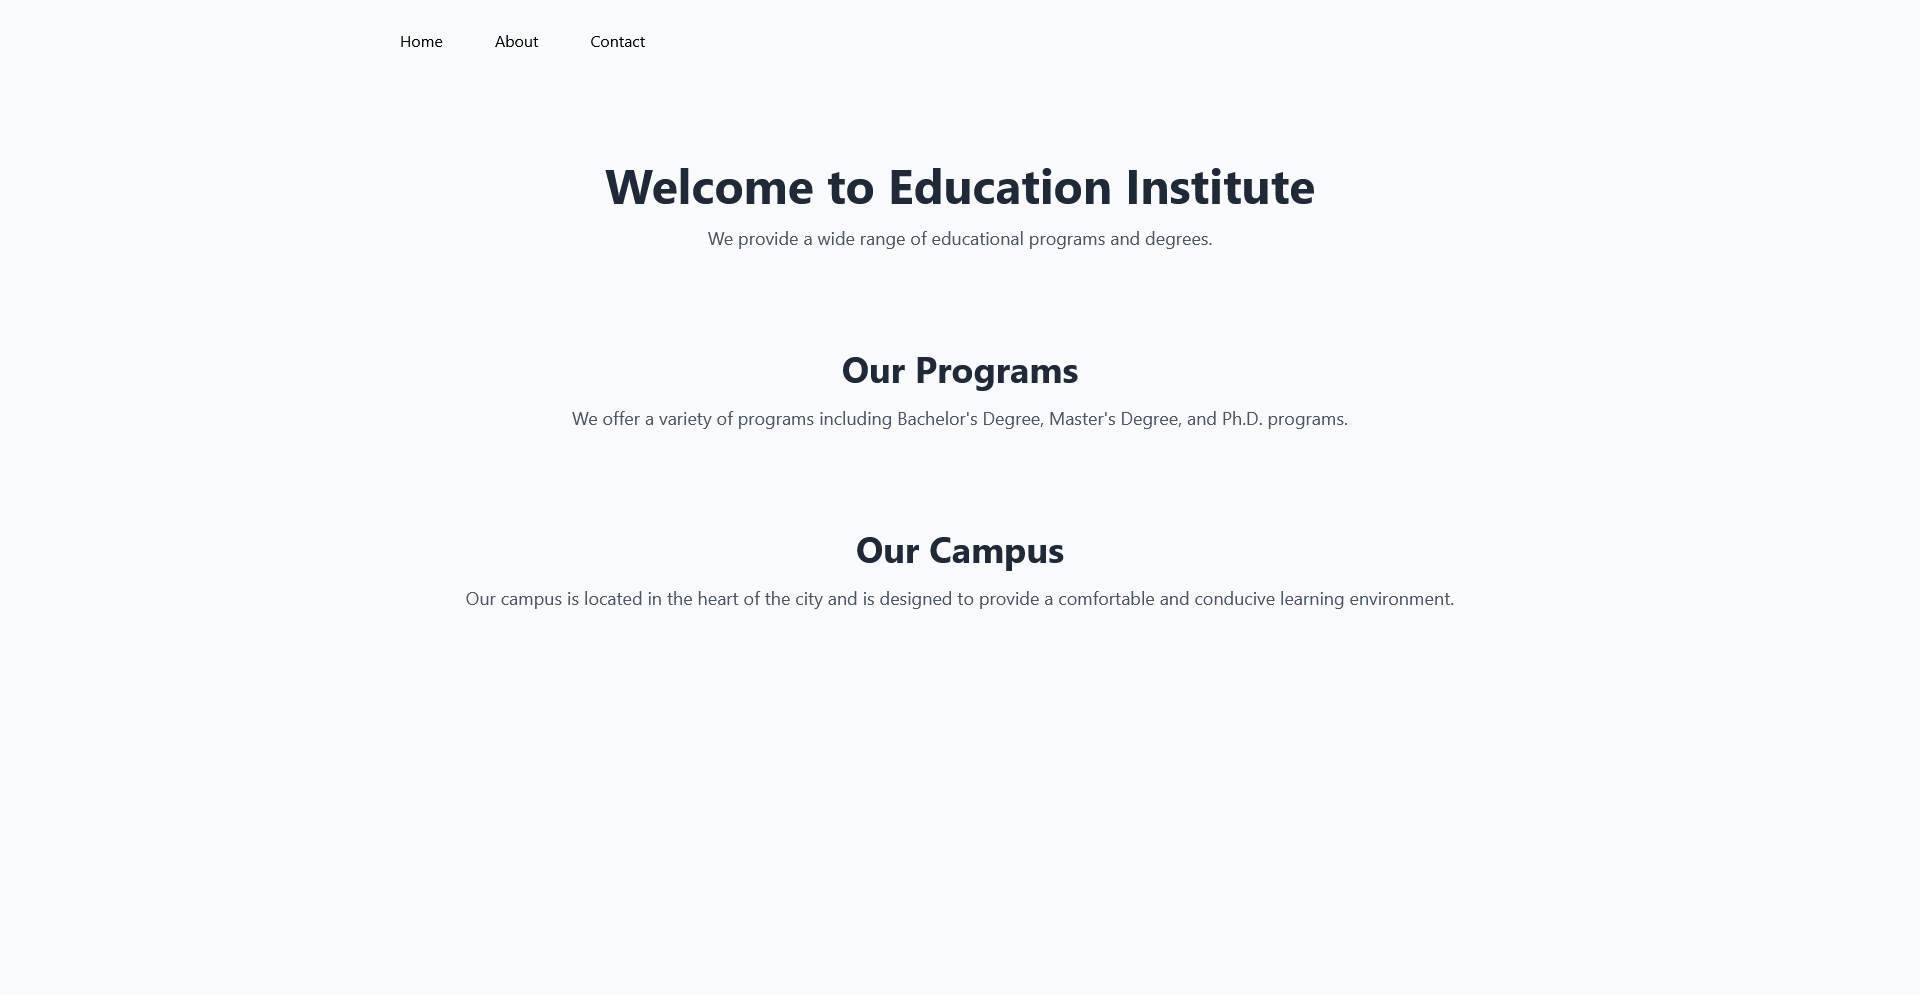 Home About Contact
Welcome to Education Institute
We provide a wide range of educational programs and degrees.
Our Programs
We offer a variety of programs including Bachelor's Degree, Master's Degree, and Ph.D. programs.
Our Campus
Our campus is located in the heart of the city and is designed to provide a comfortable and conducive learning environment.